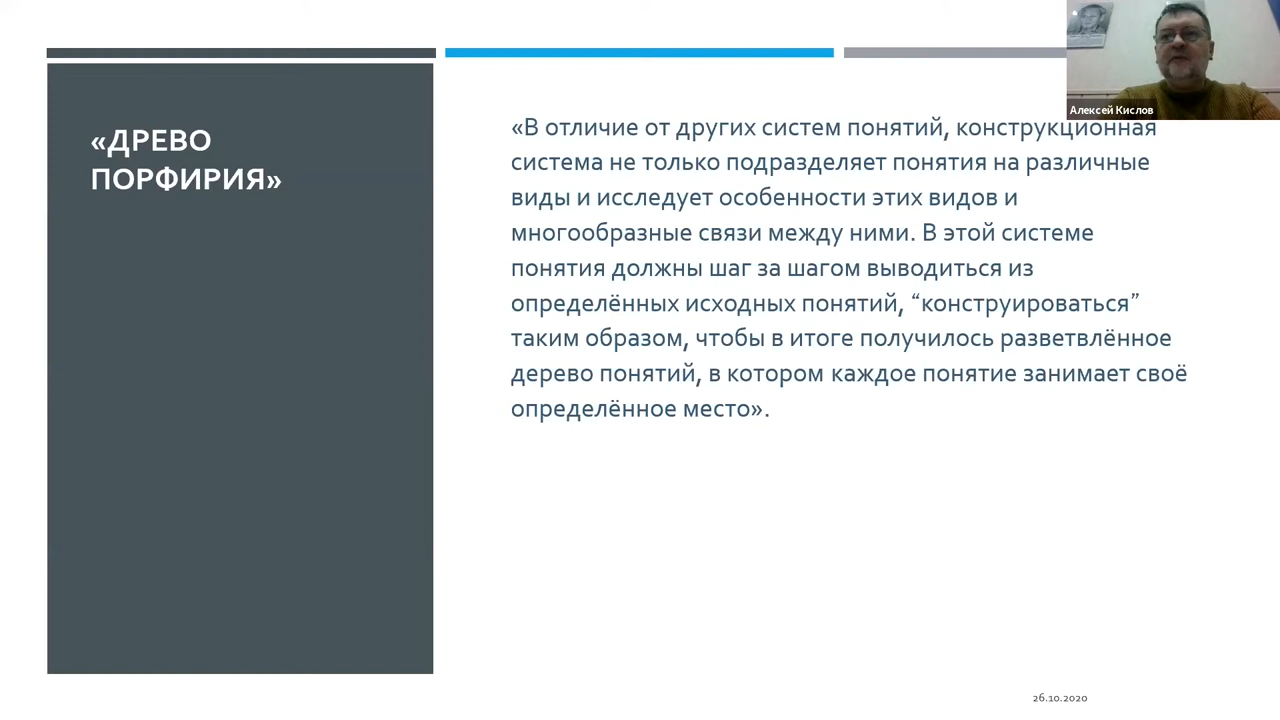 «ДРЕВО
ПОРФИРИЯ»
«В отличие от других систем понятий, конструкционная
система не только подразделяет понятия на различные
виды и исследует особенности этих видов и
многообразные связи между ними. В этой системе
понятия должны шаг за шагом выводиться из
определённых исходных понятий, “конструироваться”
таким образом, чтобы в итоге получилось разветвлённое
дерево понятий, в котором каждое понятие занимает своё
определённое место».
Алексей Кислов
26.10.2020